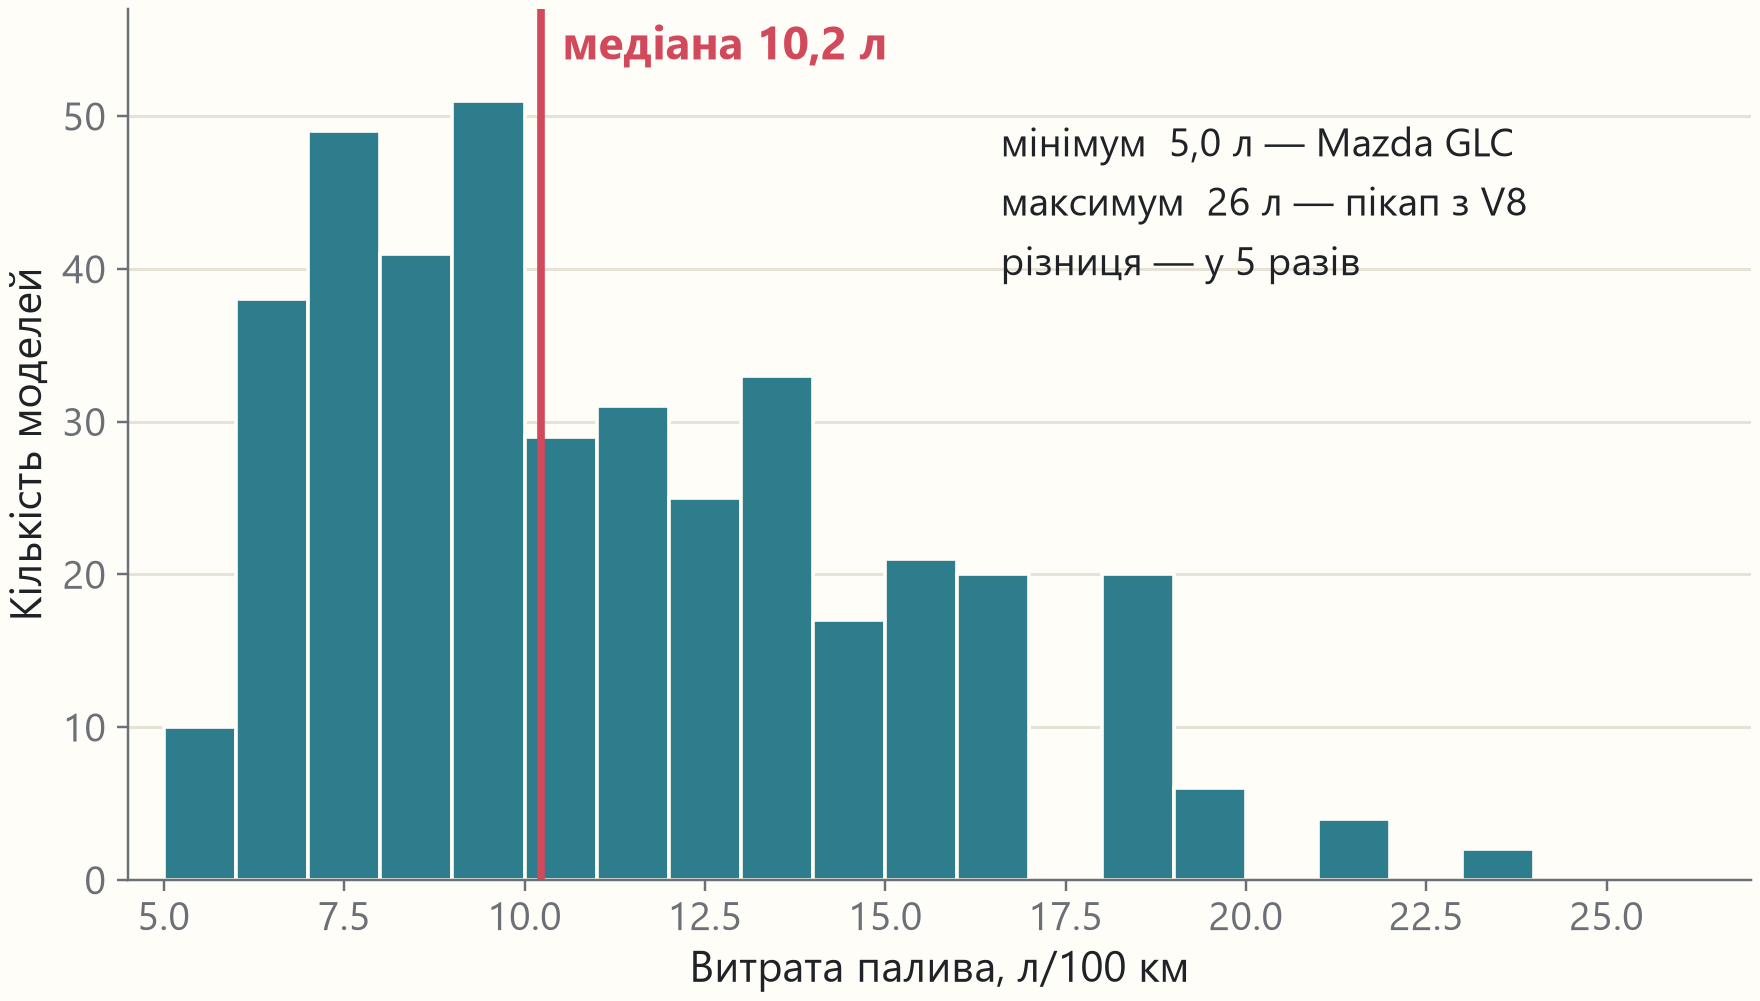 медіана 10,2 л
мінімум 5,0 л — Mazda GLC
максимум 26 л — пікап з V8
різниця — у 5 разів
Кількість моделей
50
40
30
20
10
0
5.0 7.5 10.0 12.5 15.0 17.5 20.0 22.5 25.0
Витрата палива, л/100 км